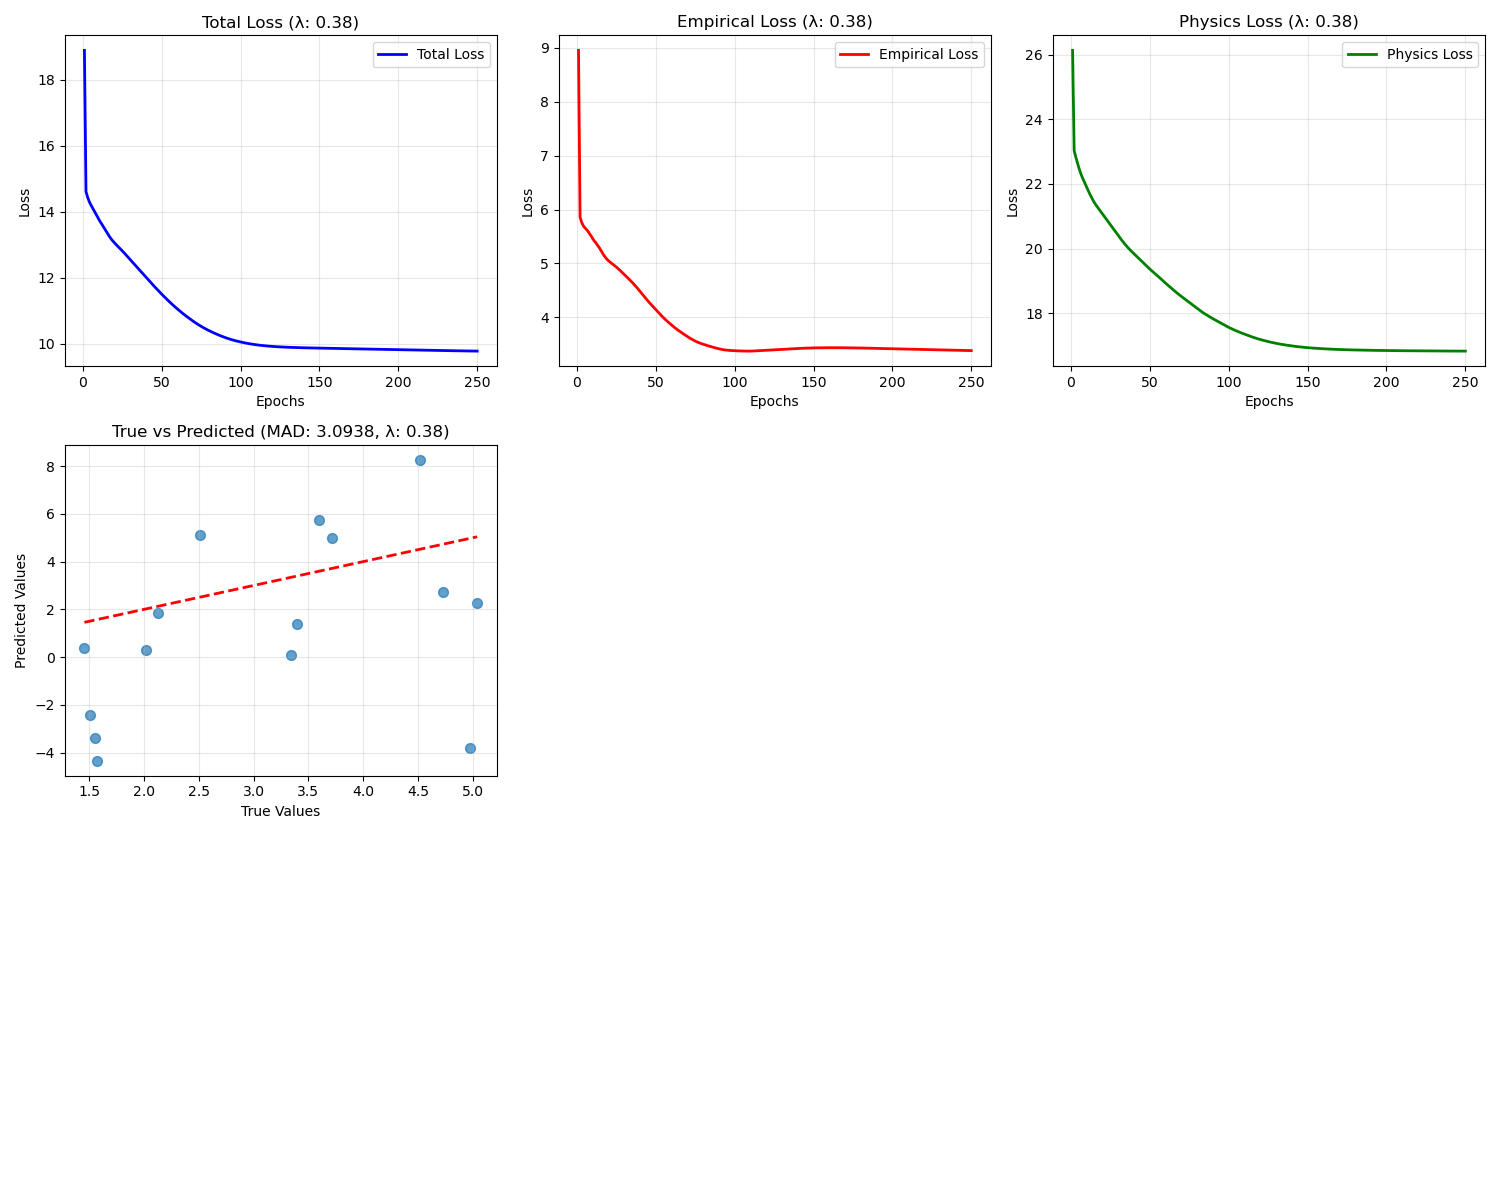 Total Loss (λ: 0.38)
Total Loss
Loss
18
16
14
12
10
0 50 100 150 200 250
Epochs
Empirical Loss (λ: 0.38)
Empirical Loss
Loss
9
8
7
6
5
4
0 50 100 150 200 250
Epochs
Physics Loss (λ: 0.38)
Physics Loss
Loss
26
24
22
20
18
0 50 100 150 200 250
Epochs
True vs Predicted (MAD: 3.0938, λ: 0.38)
Predicted Values
8
6
4
2
0
−2
−4
1.5 2.0 2.5 3.0 3.5 4.0 4.5 5.0
True Values